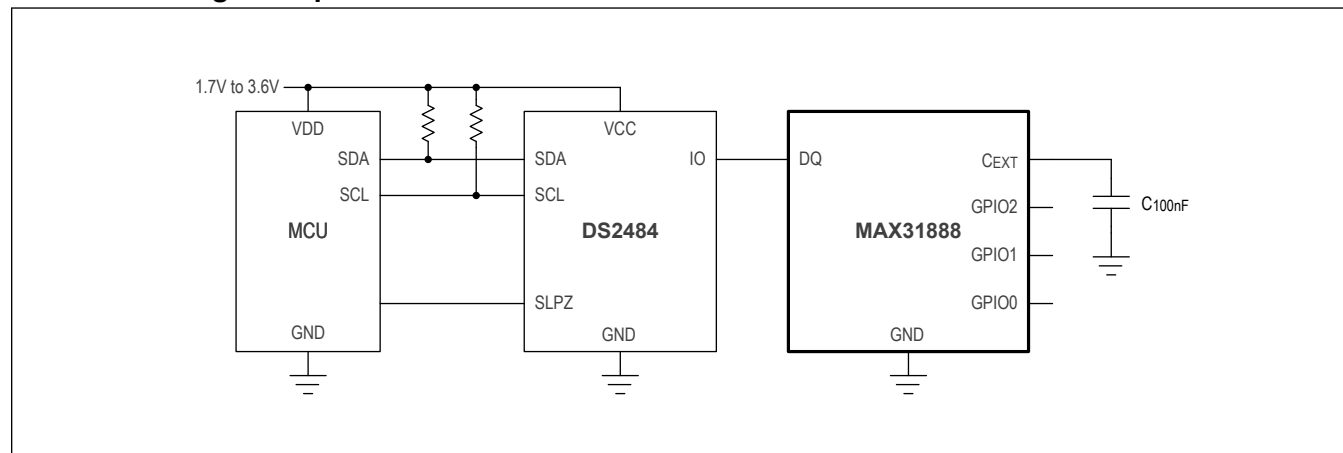 1.7V to 3.6V
VDD
SDA
SCL
MCU
GND
VCC
SDA
SCL
IO
DS2484
SLPZ
GND
DQ
CEXT
GPIO2
MAX31888
GPIO1
GPIO0
GND
C100nF